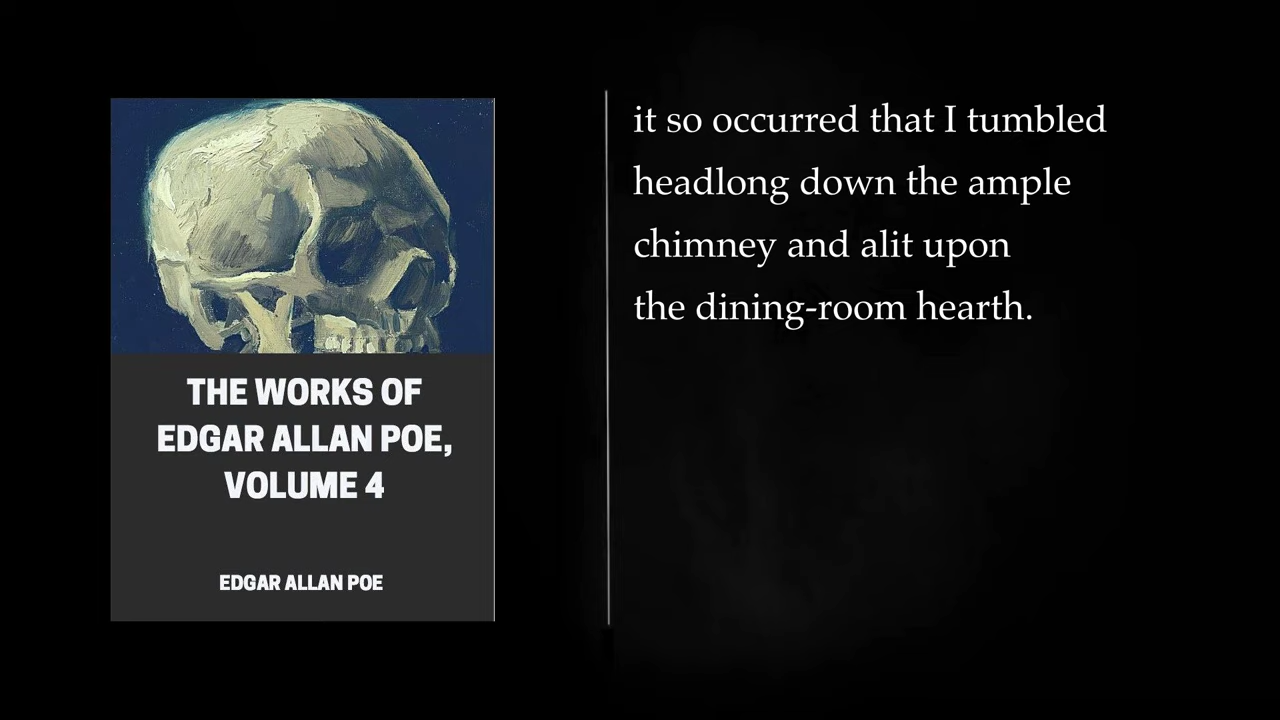 THE WORKS OF
EDGAR ALLAN POE,
VOLUME 4
EDGAR ALLAN POE
it so occurred that I tumbled
headlong down the ample
chimney and alit upon
the dining-room hearth.